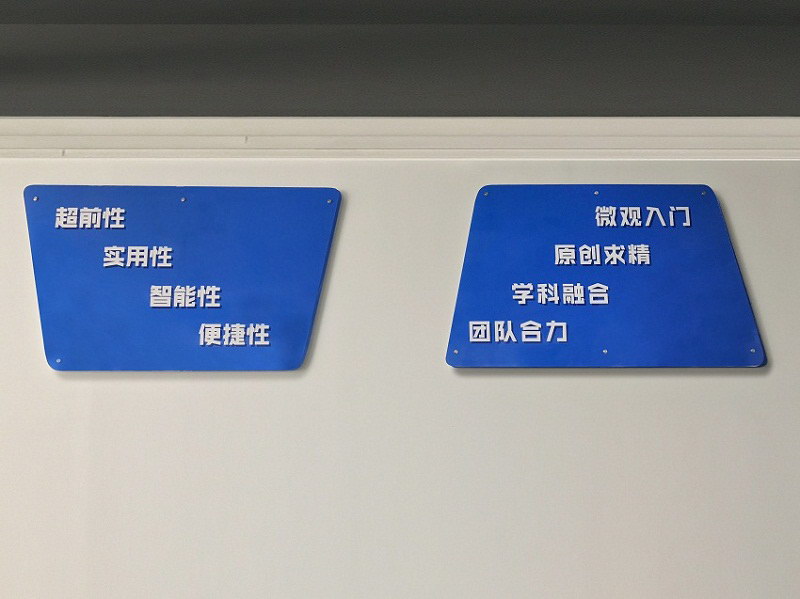 超前性
实用性
智能性
便捷性
微观入门
原创求精
学科融合
团队合力